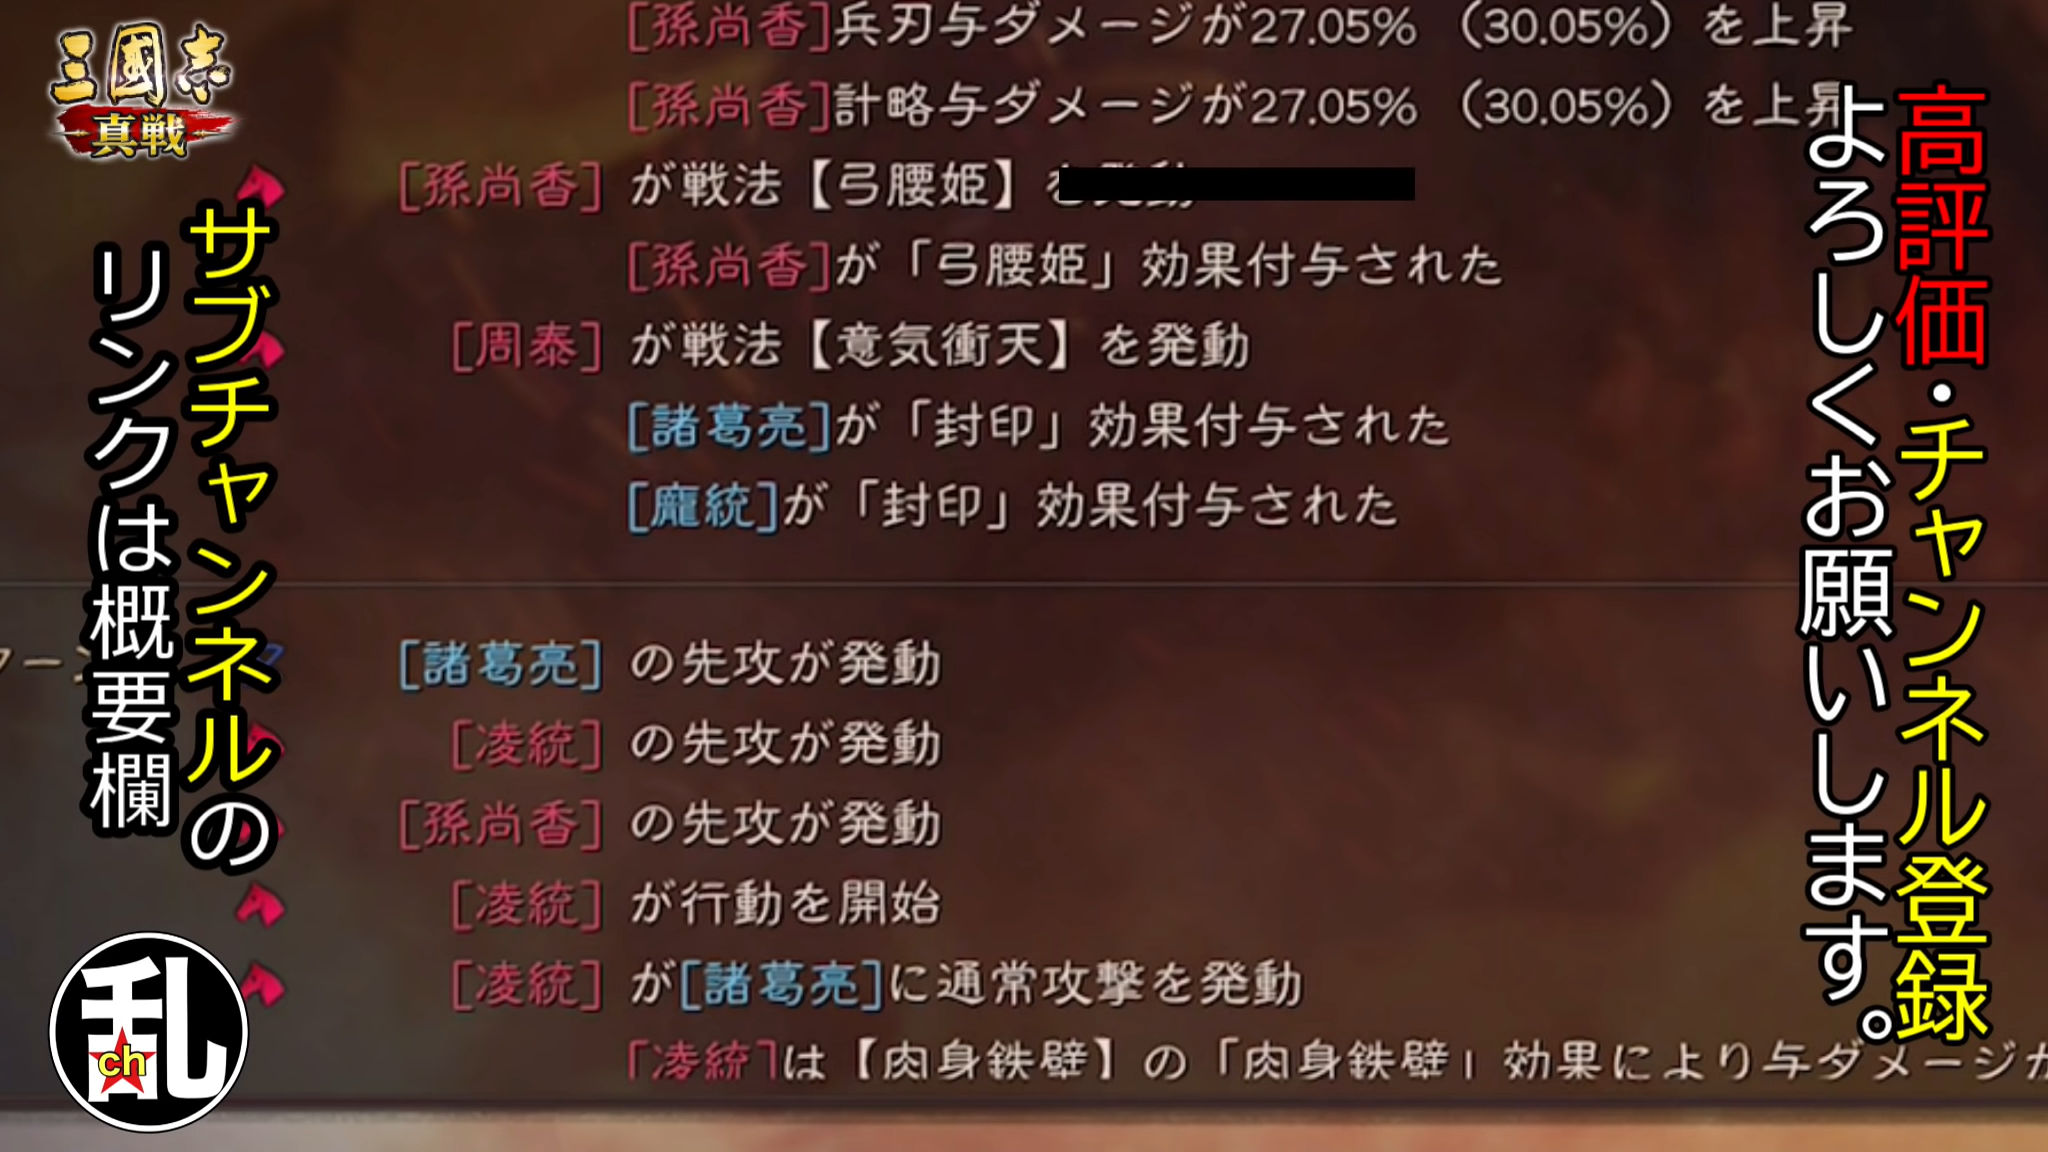 三國志
真戦
[孫尚香]兵刃与ダメージが27.05%（30.05%）を上昇
[孫尚香]計略与ダメージが27.05%（30.05%）を上昇
[孫尚香] が戦法【弓腰姫】を発動
[孫尚香]が「弓腰姫」効果付与された
[周泰] が戦法【意気衝天】を発動
[諸葛亮]が「封印」効果付与された
[龐統]が「封印」効果付与された
[諸葛亮] の先攻が発動
[凌統] の先攻が発動
[孫尚香] の先攻が発動
[凌統] が行動を開始
[凌統] が[諸葛亮]に通常攻撃を発動
[凌統]は【肉身鉄壁】の「肉身鉄壁」効果により与ダメージが
高評価・チャンネル登録
よろしくお願いします。
サブチャンネルの
リンクは概要欄
乱
ch